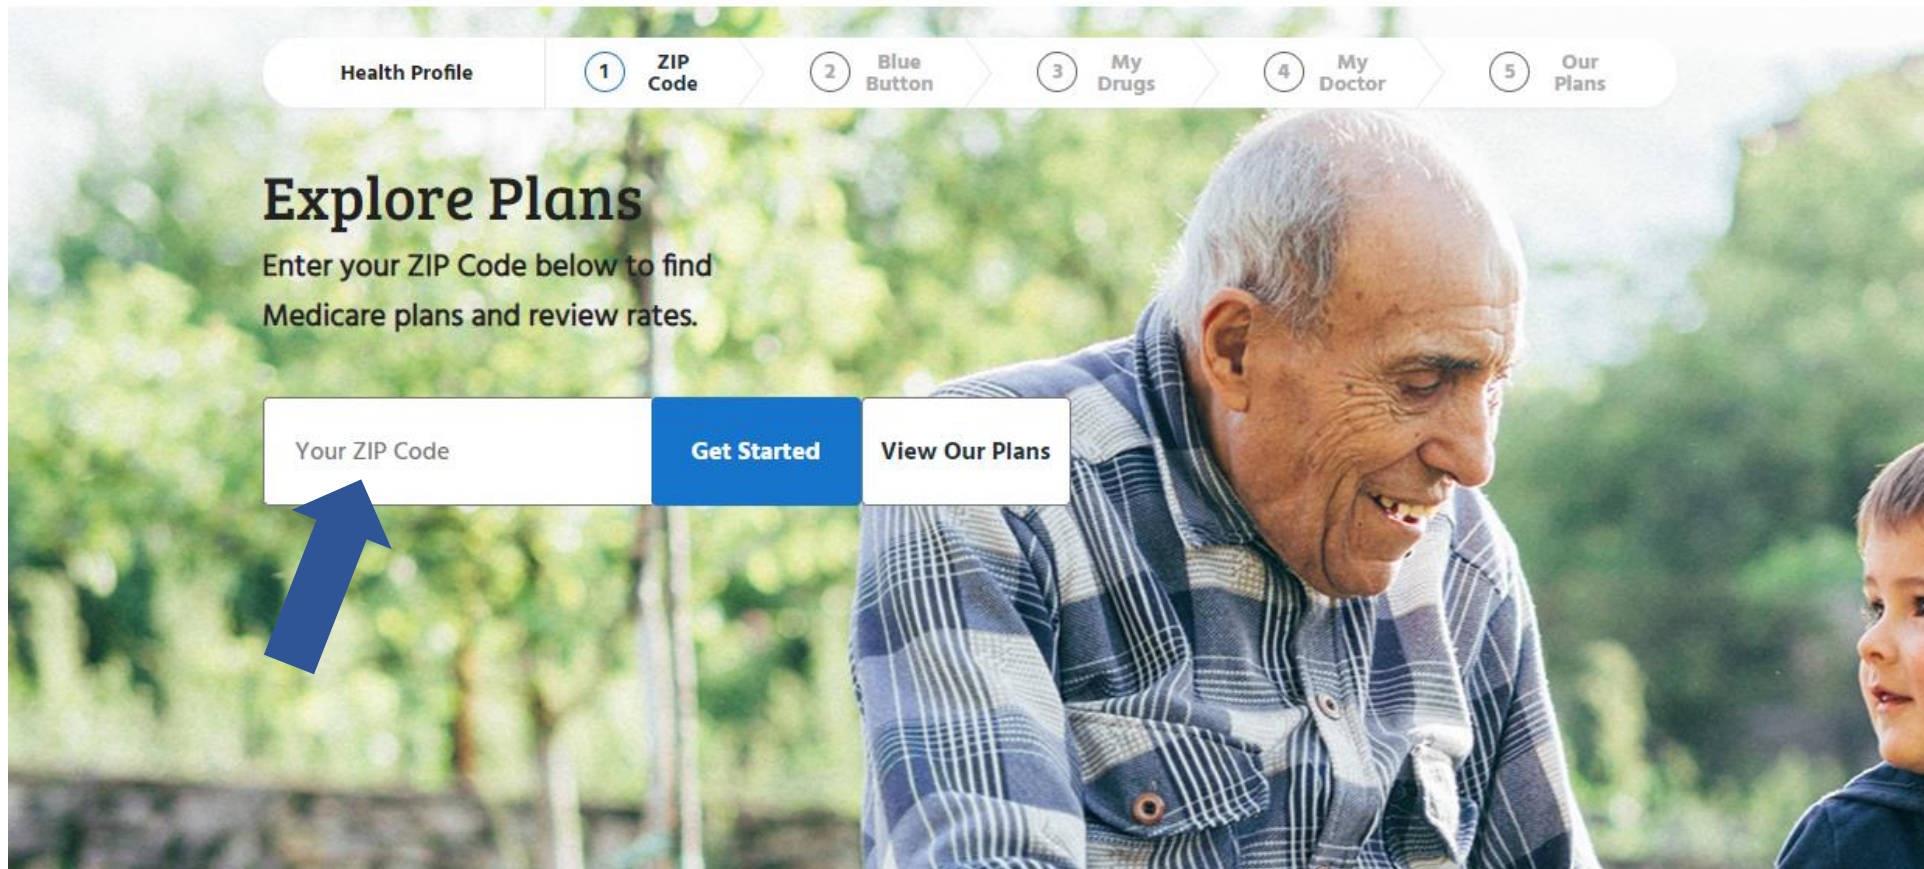 Health Profile
1 ZIP
Code
2 Blue
Button
3 My
Drugs
4 My
Doctor
5 Our
Plans
Explore Plans
Enter your ZIP Code below to find
Medicare plans and review rates.
Your ZIP Code
Get Started
View Our Plans